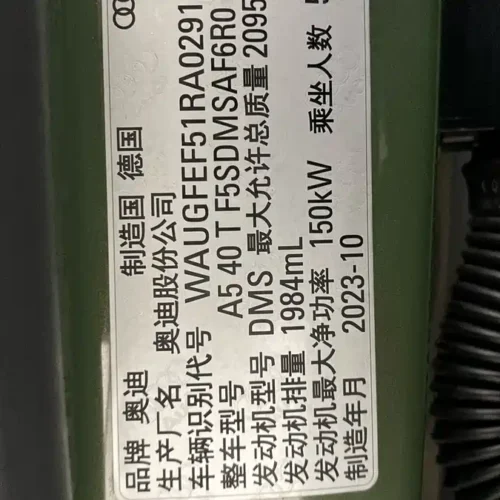 品牌 奥迪 制造国 德国
生产厂名 奥迪股份公司
车辆识别代号 WAUGFEF51RA0291
整车型号 A5 40 T F5SDMSAF6R0
发动机型号 DMS 最大允许总质量 2095
发动机排量 1984mL
发动机最大净功率 150kW 乘坐人数
制造年月 2023-10